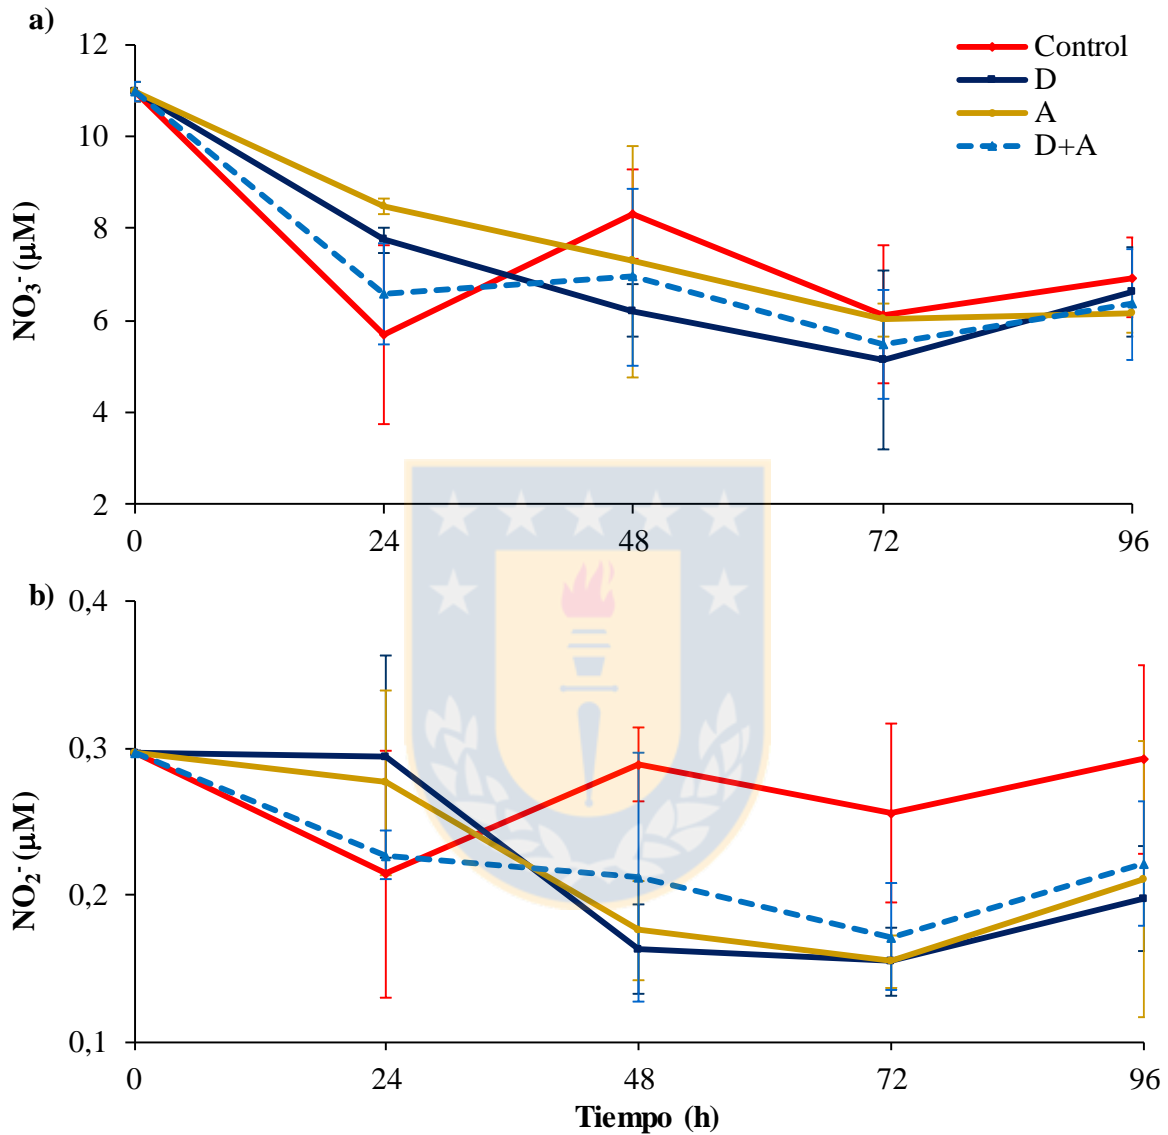 a)
12
10
8
6
4
2
NO₃⁻ (µM)
Control
D
A
D+A
0 24 48 72 96
b)
0,4
0,3
0,2
0,1
NO₂⁻ (µM)
0 24 48 72 96
Tiempo (h)